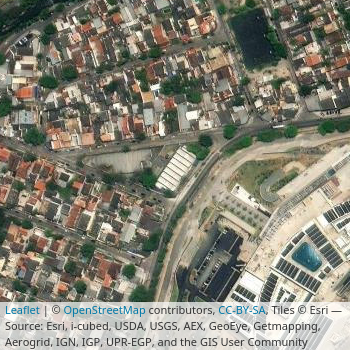 Leaflet | © OpenStreetMap contributors, CC-BY-SA, Tiles © Esri —
Source: Esri, i-cubed, USDA, USGS, AEX, GeoEye, Getmapping,
Aerogrid, IGN, IGP, UPR-EGP, and the GIS User Community